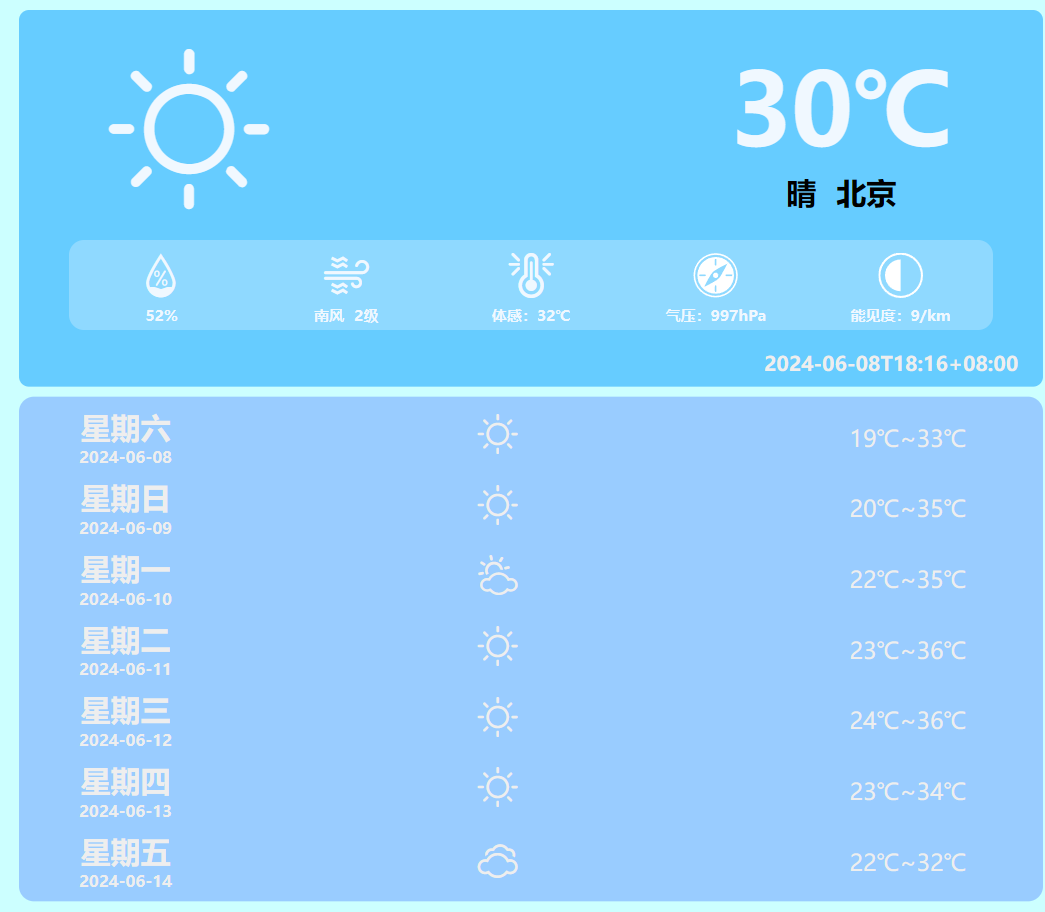 30℃
晴 北京
%
52%
南风 2级
体感：32℃
气压：997hPa
能见度：9/km
2024-06-08T18:16+08:00
星期六
2024-06-08
19℃~33℃
星期日
2024-06-09
20℃~35℃
星期一
2024-06-10
22℃~35℃
星期二
2024-06-11
23℃~36℃
星期三
2024-06-12
24℃~36℃
星期四
2024-06-13
23℃~34℃
星期五
2024-06-14
22℃~32℃